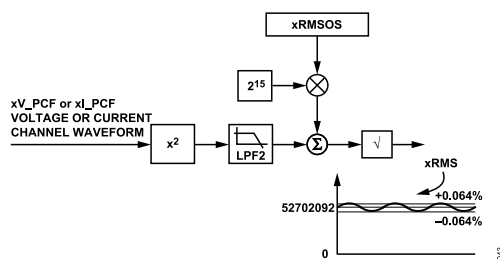 xRMSOS
2¹⁵
xV_PCF or xI_PCF
VOLTAGE OR CURRENT
CHANNEL WAVEFORM
x²
LPF2
Σ
√
xRMS
+0.064%
52702092
–0.064%
0